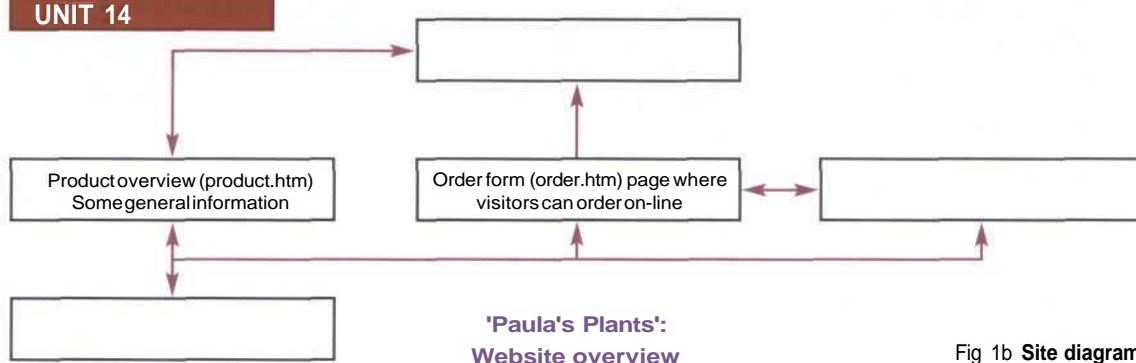 UNIT 14
Product overview (product.htm)
Some general information
Order form (order.htm) page where
visitors can order on-line
'Paula's Plants':
Website overview
Fig 1b Site diagram